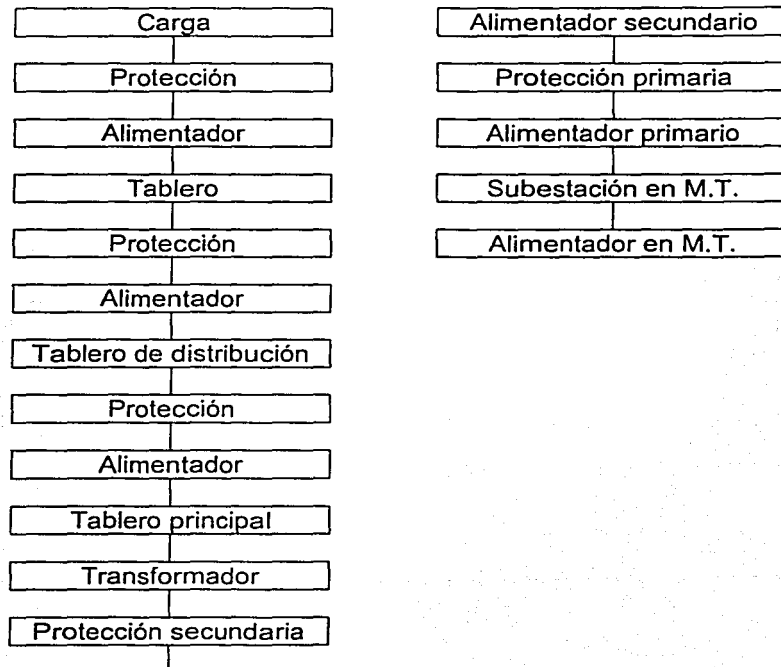 Carga
Protección
Alimentador
Tablero
Protección
Alimentador
Tablero de distribución
Protección
Alimentador
Tablero principal
Transformador
Protección secundaria
Alimentador secundario
Protección primaria
Alimentador primario
Subestación en M.T.
Alimentador en M.T.